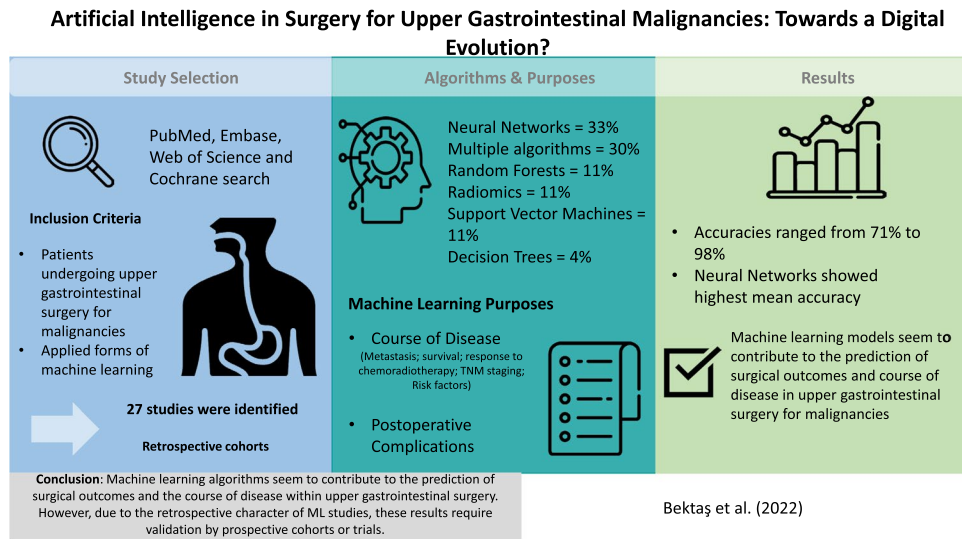 Artificial Intelligence in Surgery for Upper Gastrointestinal Malignancies: Towards a Digital
Evolution?
Study Selection
PubMed, Embase,
Web of Science and
Cochrane search
Inclusion Criteria
• Patients
undergoing upper
gastrointestinal
surgery for
malignancies
• Applied forms of
machine learning
27 studies were identified
Retrospective cohorts
Algorithms & Purposes
Neural Networks = 33%
Multiple algorithms = 30%
Random Forests = 11%
Radiomics = 11%
Support Vector Machines =
11%
Decision Trees = 4%
Machine Learning Purposes
• Course of Disease
(Metastasis; survival; response to
chemoradiotherapy; TNM staging;
Risk factors)
• Postoperative
Complications
Results
• Accuracies ranged from 71% to
98%
• Neural Networks showed
highest mean accuracy
Machine learning models seem to
contribute to the prediction of
surgical outcomes and course of
disease in upper gastrointestinal
surgery for malignancies
Conclusion: Machine learning algorithms seem to contribute to the prediction of
surgical outcomes and the course of disease within upper gastrointestinal surgery.
However, due to the retrospective character of ML studies, these results require
validation by prospective cohorts or trials.
Bektaş et al. (2022)